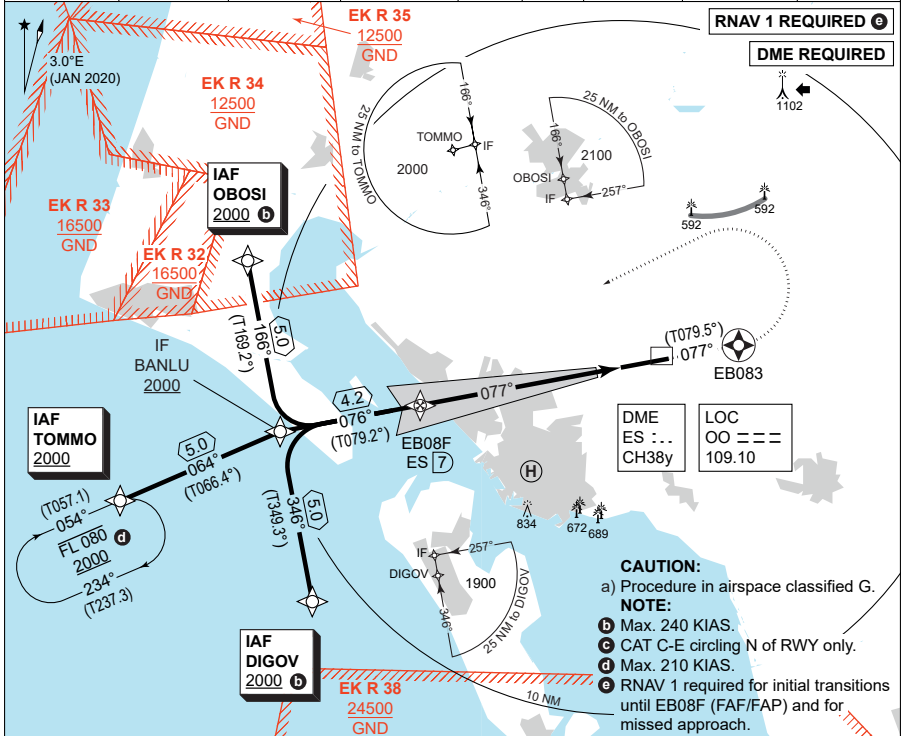 RNAV 1 REQUIRED e
DME REQUIRED
1102
3.0°E
(JAN 2020)
EK R 35
12500
GND
EK R 34
12500
GND
EK R 33
16500
GND
EK R 32
16500
GND
IAF
OBOSI
2000 b
25 NM to TOMMO
166°
TOMMO
IF
2000
346°
25 NM to OBOSI
166°
2100
OBOSI
IF
257°
592
592
5.0
166°
(T169.2°)
IF
BANLU
2000
4.2
076°
(T079.2°)
077°
(T079.5°)
077°
EB083
EB08F
ES 7
IAF
TOMMO
2000
5.0
064°
(T066.4°)
(T057.1)
054°
FL 080
2000
d
234°
(T237.3)
5.0
346°
(T349.3°)
DME
ES : . .
CH38y
LOC
OO = = =
109.10
H
834
672
689
IF
257°
DIGOV
1900
346°
25 NM to DIGOV
IAF
DIGOV
2000 b
EK R 38
24500
GND
10 NM
CAUTION:
a) Procedure in airspace classified G.
NOTE:
b Max. 240 KIAS.
c CAT C-E circling N of RWY only.
d Max. 210 KIAS.
e RNAV 1 required for initial transitions
until EB08F (FAF/FAP) and for
missed approach.